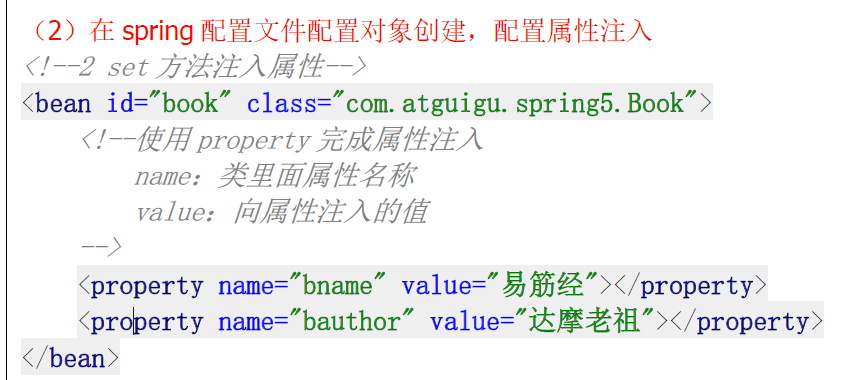 （2）在 spring 配置文件配置对象创建，配置属性注入
<!--2 set 方法注入属性-->
<bean id="book" class="com.atguigu.spring5.Book">
<!--使用 property 完成属性注入
name：类里面属性名称
value：向属性注入的值
-->
<property name="bname" value="易筋经"></property>
<property name="bauthor" value="达摩老祖"></property>
</bean>